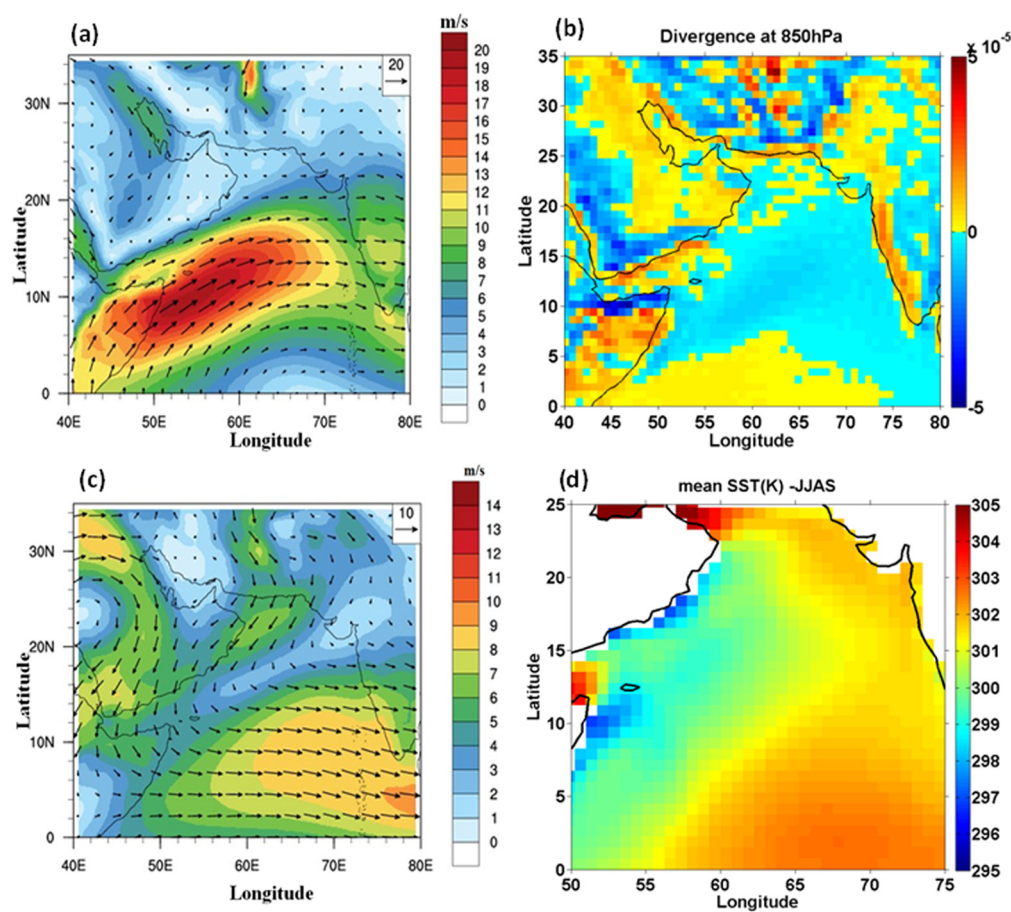 (a)
m/s
20
20
19
18
17
16
15
14
13
12
11
10
9
8
7
6
5
4
3
2
1
0
30N
20N
10N
0
Latitude
40E 50E 60E 70E 80E
Longitude
(b)
Divergence at 850hPa
x 10⁻⁵
35
30
25
20
15
10
5
0
Latitude
40 45 50 55 60 65 70 75 80
Longitude
5
0
-5
(c)
m/s
10
14
13
12
11
10
9
8
7
6
5
4
3
2
1
0
30N
20N
10N
0
Latitude
40E 50E 60E 70E 80E
Longitude
(d)
mean SST(K) -JJAS
25
20
15
10
5
0
Latitude
50 55 60 65 70 75
Longitude
305
304
303
302
301
300
299
298
297
296
295